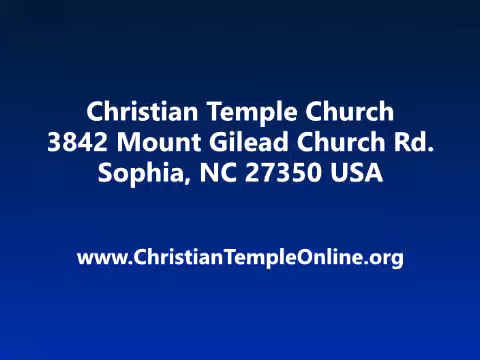 Christian Temple Church
3842 Mount Gilead Church Rd.
Sophia, NC 27350 USA
www.ChristianTempleOnline.org